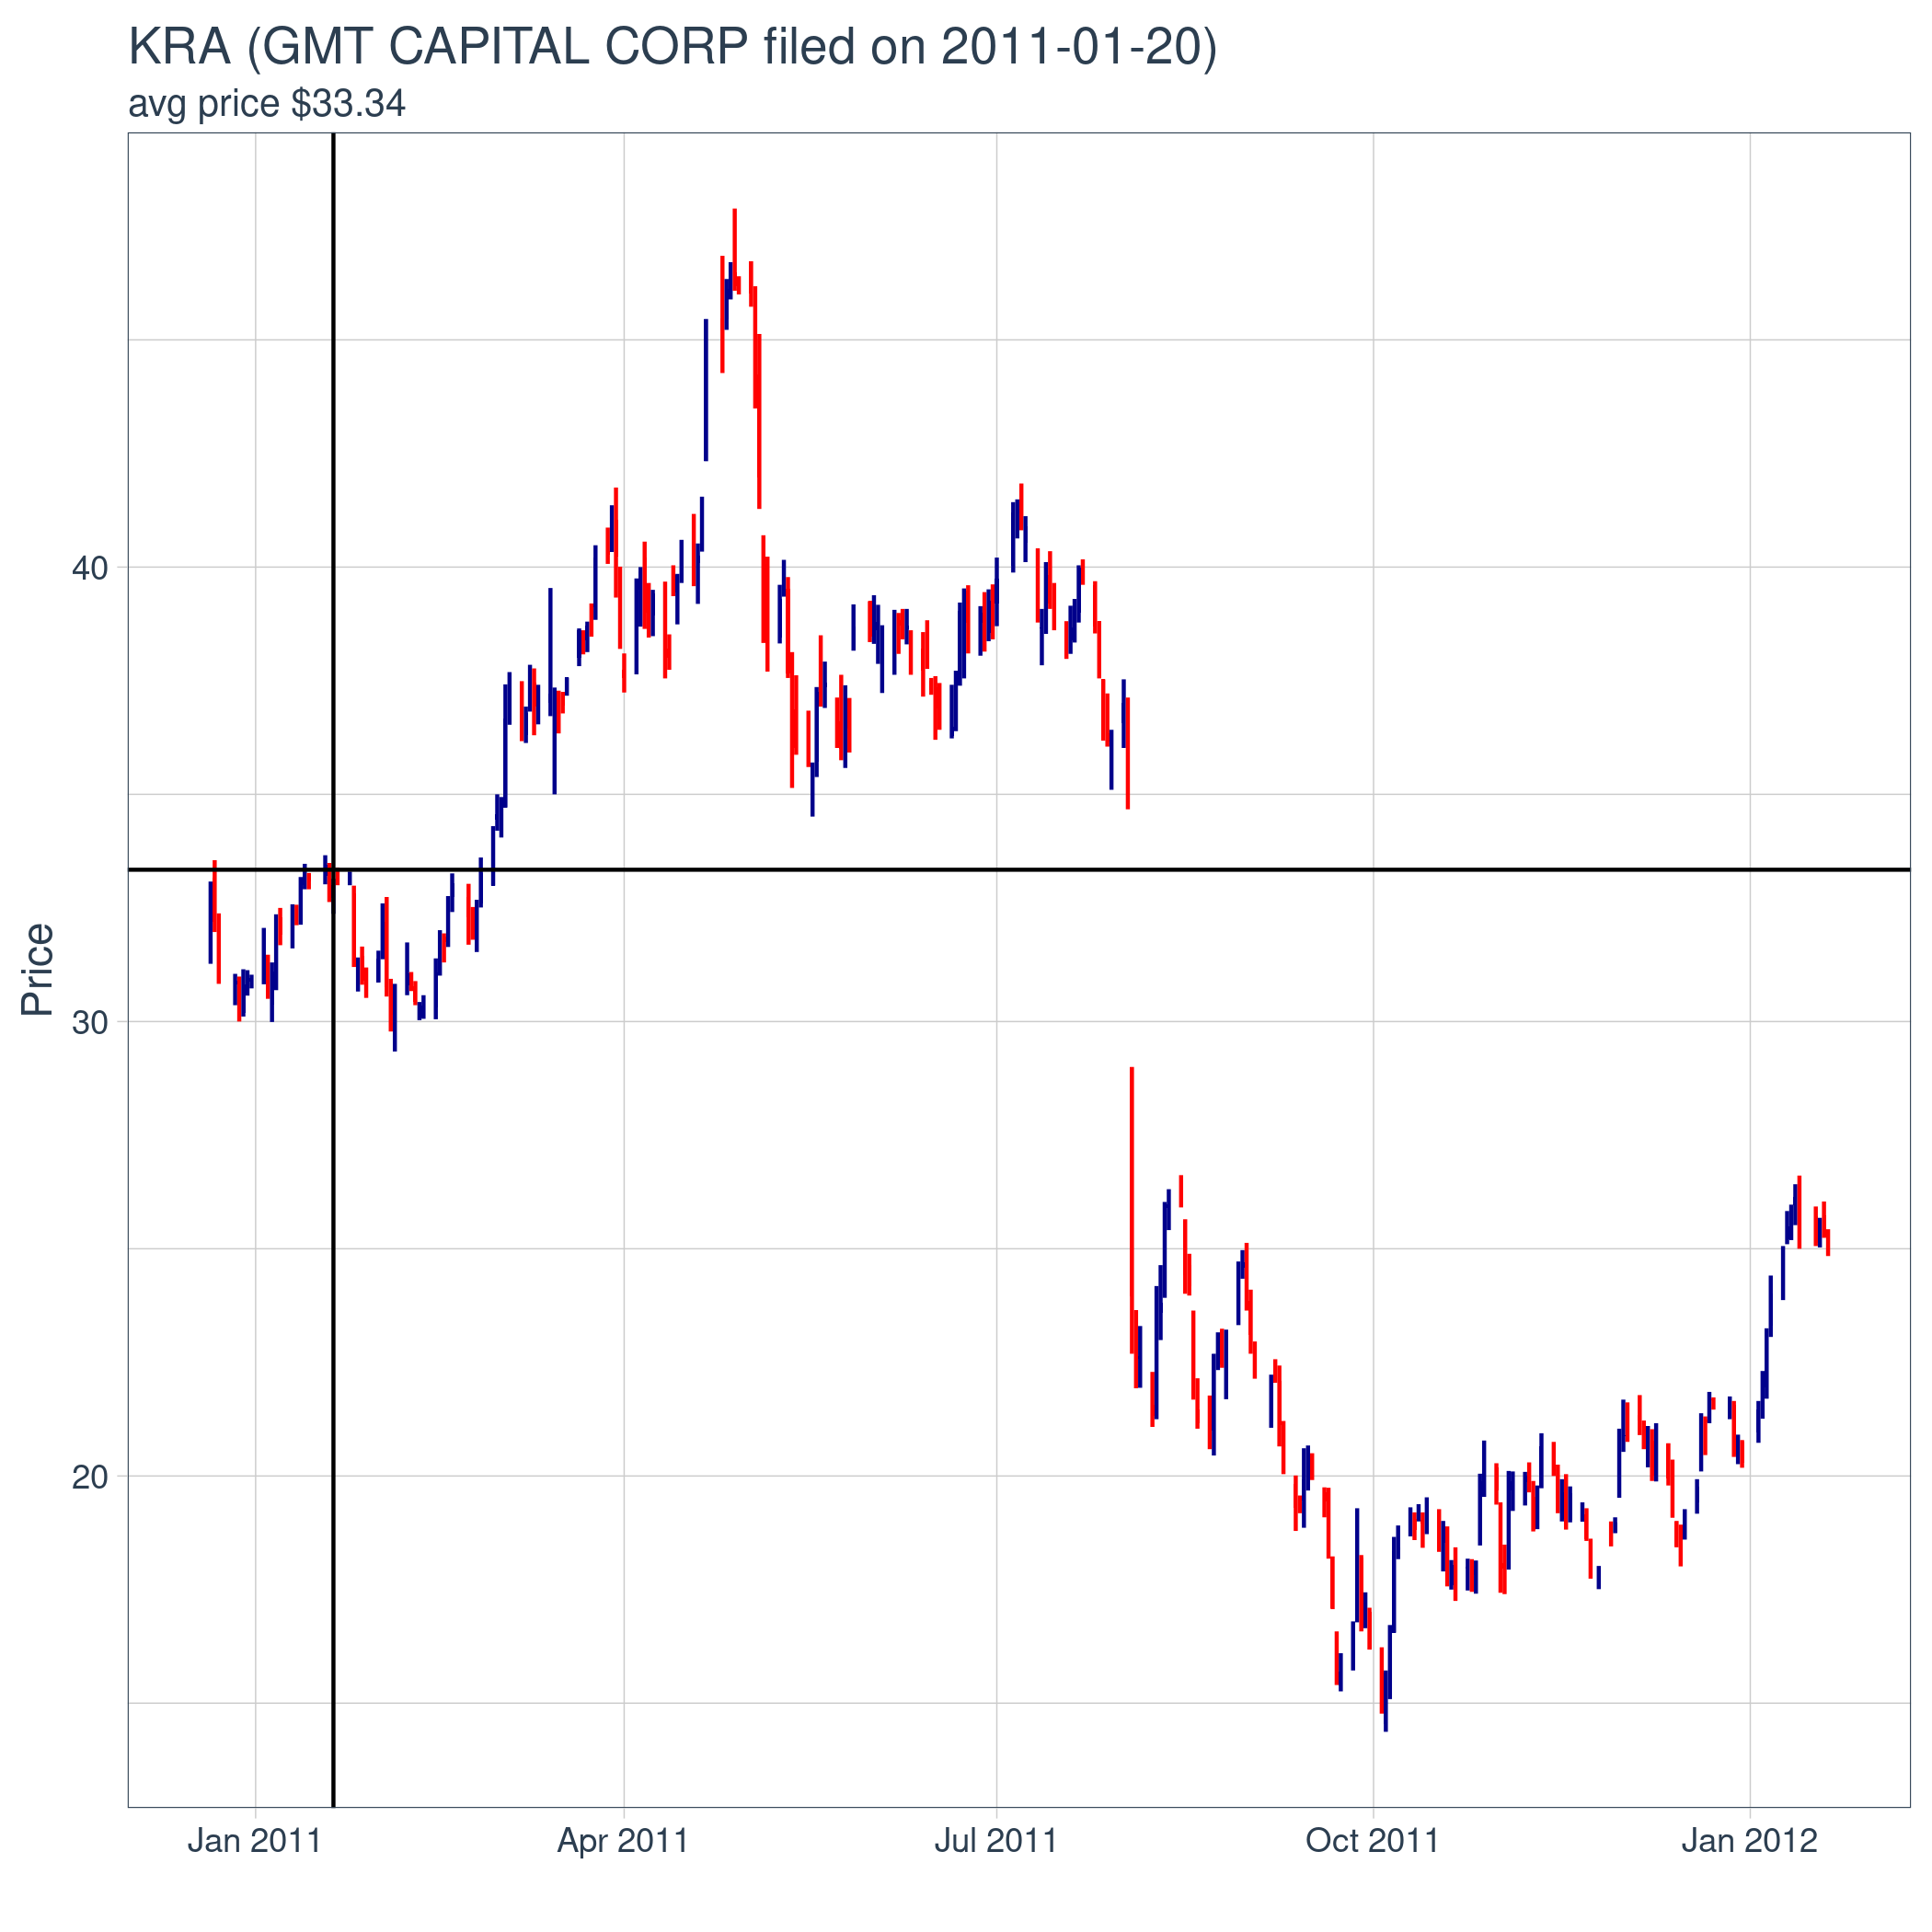 KRA (GMT CAPITAL CORP filed on 2011-01-20)
avg price $33.34
Price
40
30
20
Jan 2011
Apr 2011
Jul 2011
Oct 2011
Jan 2012